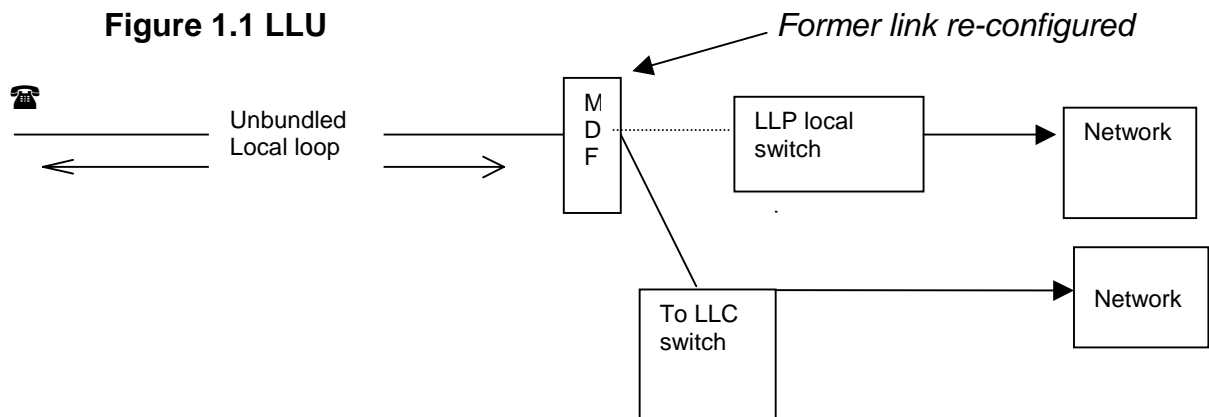 Figure 1.1 LLU
Former link re-configured
Unbundled
Local loop
M
D
F
LLP local
switch
Network
To LLC
switch
Network